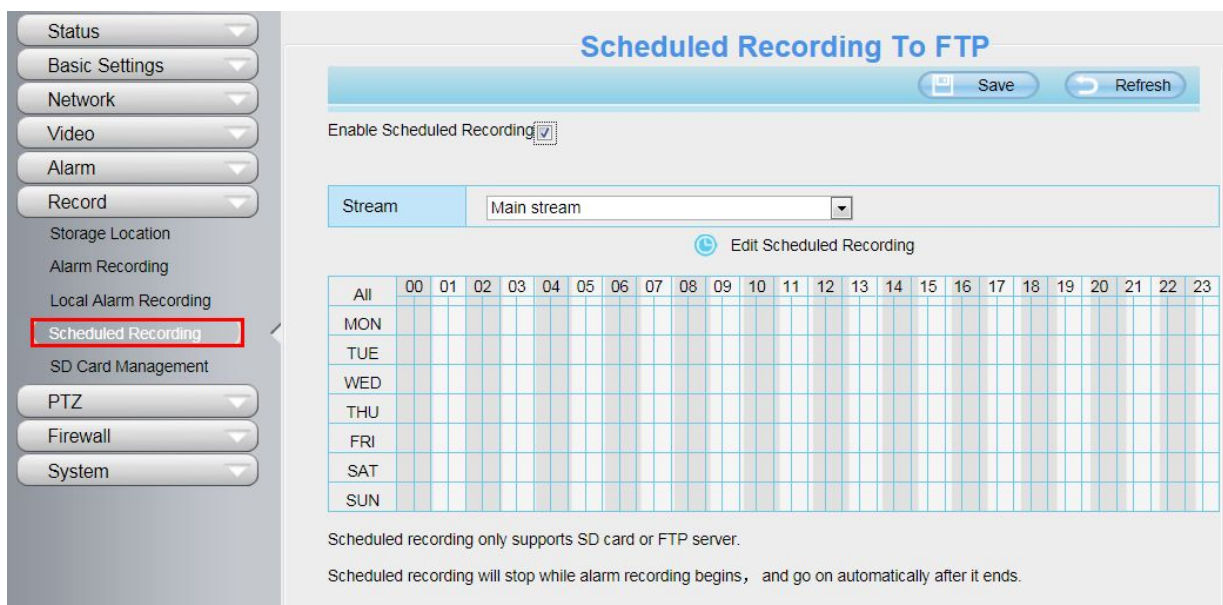 Status
Basic Settings
Network
Video
Alarm
Record
Storage Location
Alarm Recording
Local Alarm Recording
Scheduled Recording
SD Card Management
PTZ
Firewall
System
Scheduled Recording To FTP
Save Refresh
Enable Scheduled Recording
Stream Main stream
Edit Scheduled Recording
All 00 01 02 03 04 05 06 07 08 09 10 11 12 13 14 15 16 17 18 19 20 21 22 23
MON
TUE
WED
THU
FRI
SAT
SUN
Scheduled recording only supports SD card or FTP server.
Scheduled recording will stop while alarm recording begins， and go on automatically after it ends.